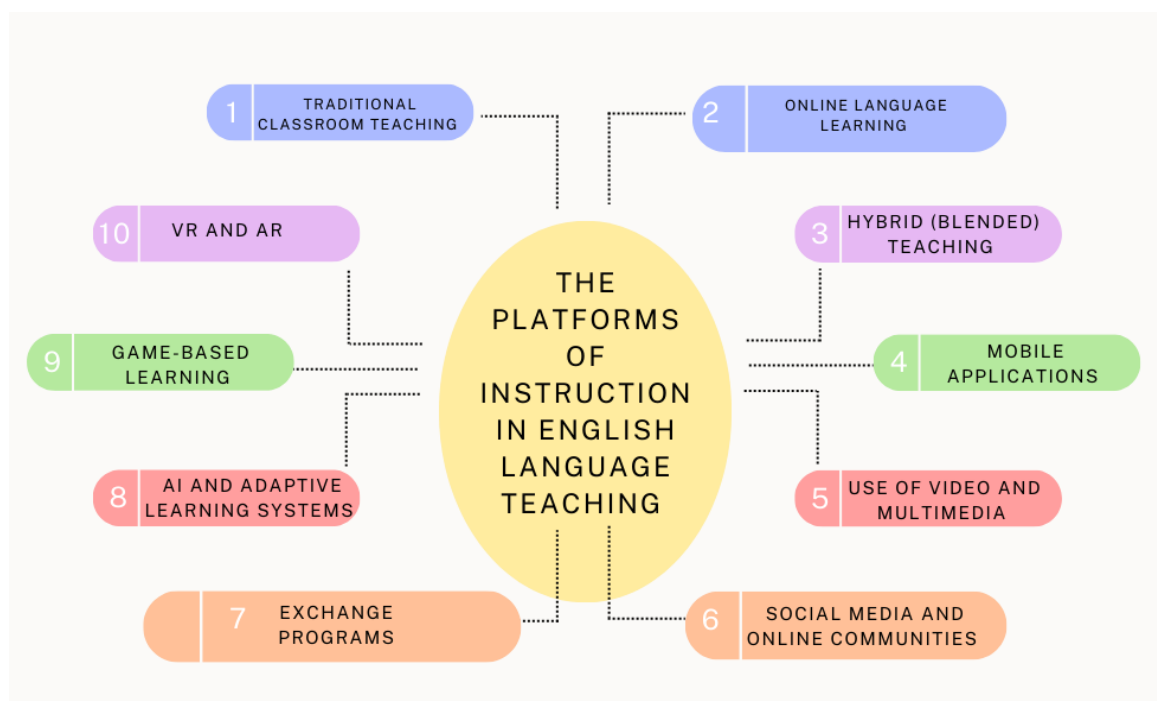 THE
PLATFORMS
OF
INSTRUCTION
IN ENGLISH
LANGUAGE
TEACHING
1
TRADITIONAL
CLASSROOM TEACHING
2
ONLINE LANGUAGE
LEARNING
3
HYBRID (BLENDED)
TEACHING
4
MOBILE
APPLICATIONS
5
USE OF VIDEO AND
MULTIMEDIA
6
SOCIAL MEDIA AND
ONLINE COMMUNITIES
7
EXCHANGE
PROGRAMS
8
AI AND ADAPTIVE
LEARNING SYSTEMS
9
GAME-BASED
LEARNING
10
VR AND AR